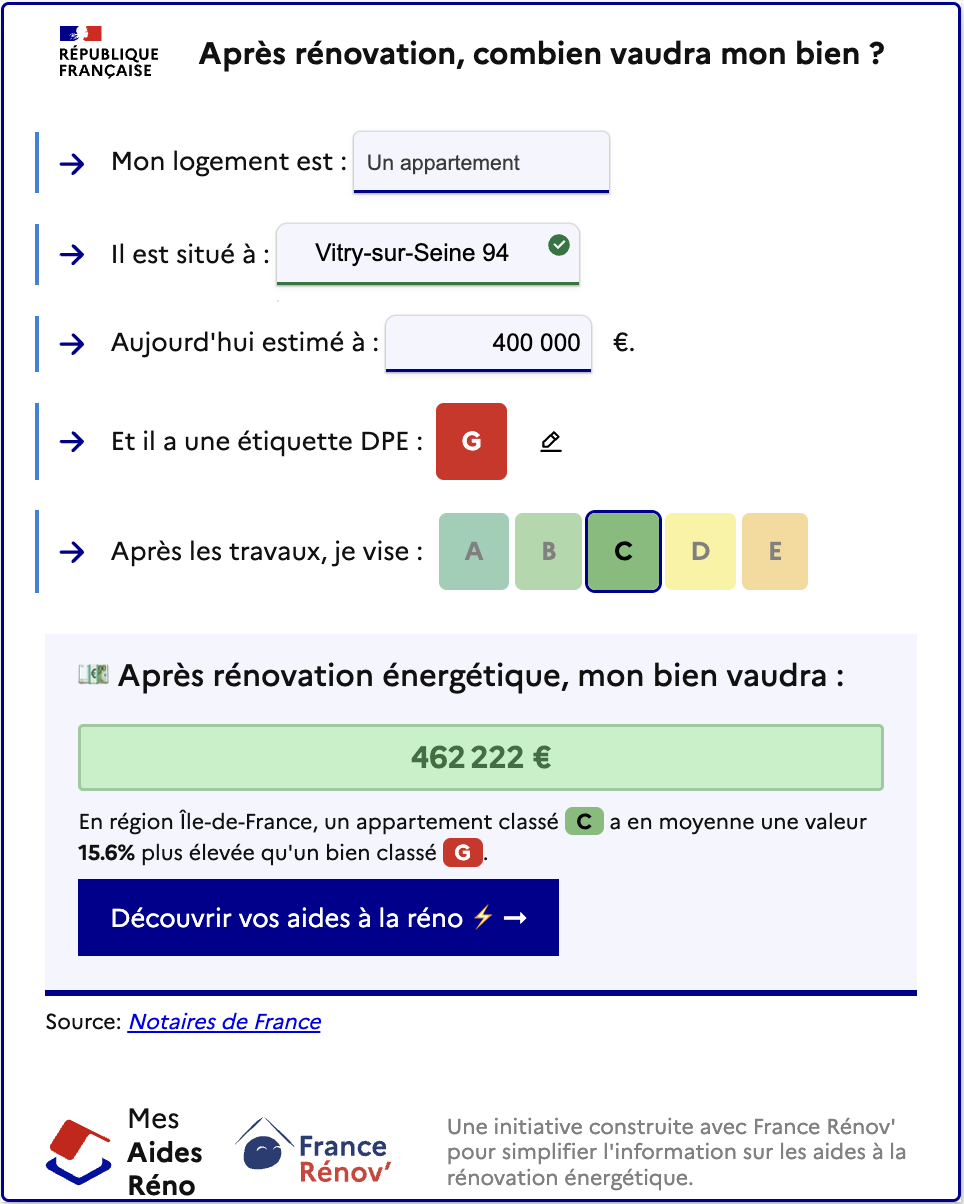 RÉPUBLIQUE
FRANÇAISE
Après rénovation, combien vaudra mon bien ?
Mon logement est : Un appartement
Il est situé à : Vitry-sur-Seine 94
Aujourd'hui estimé à : 400 000 €.
Et il a une étiquette DPE : G
Après les travaux, je vise : A B C D E
Après rénovation énergétique, mon bien vaudra :
462 222 €
En région Île-de-France, un appartement classé C a en moyenne une valeur
15.6% plus élevée qu'un bien classé G.
Découvrir vos aides à la réno ⚡ →
Source: Notaires de France
Mes
Aides
Réno
France
Rénov'
Une initiative construite avec France Rénov'
pour simplifier l'information sur les aides à la
rénovation énergétique.